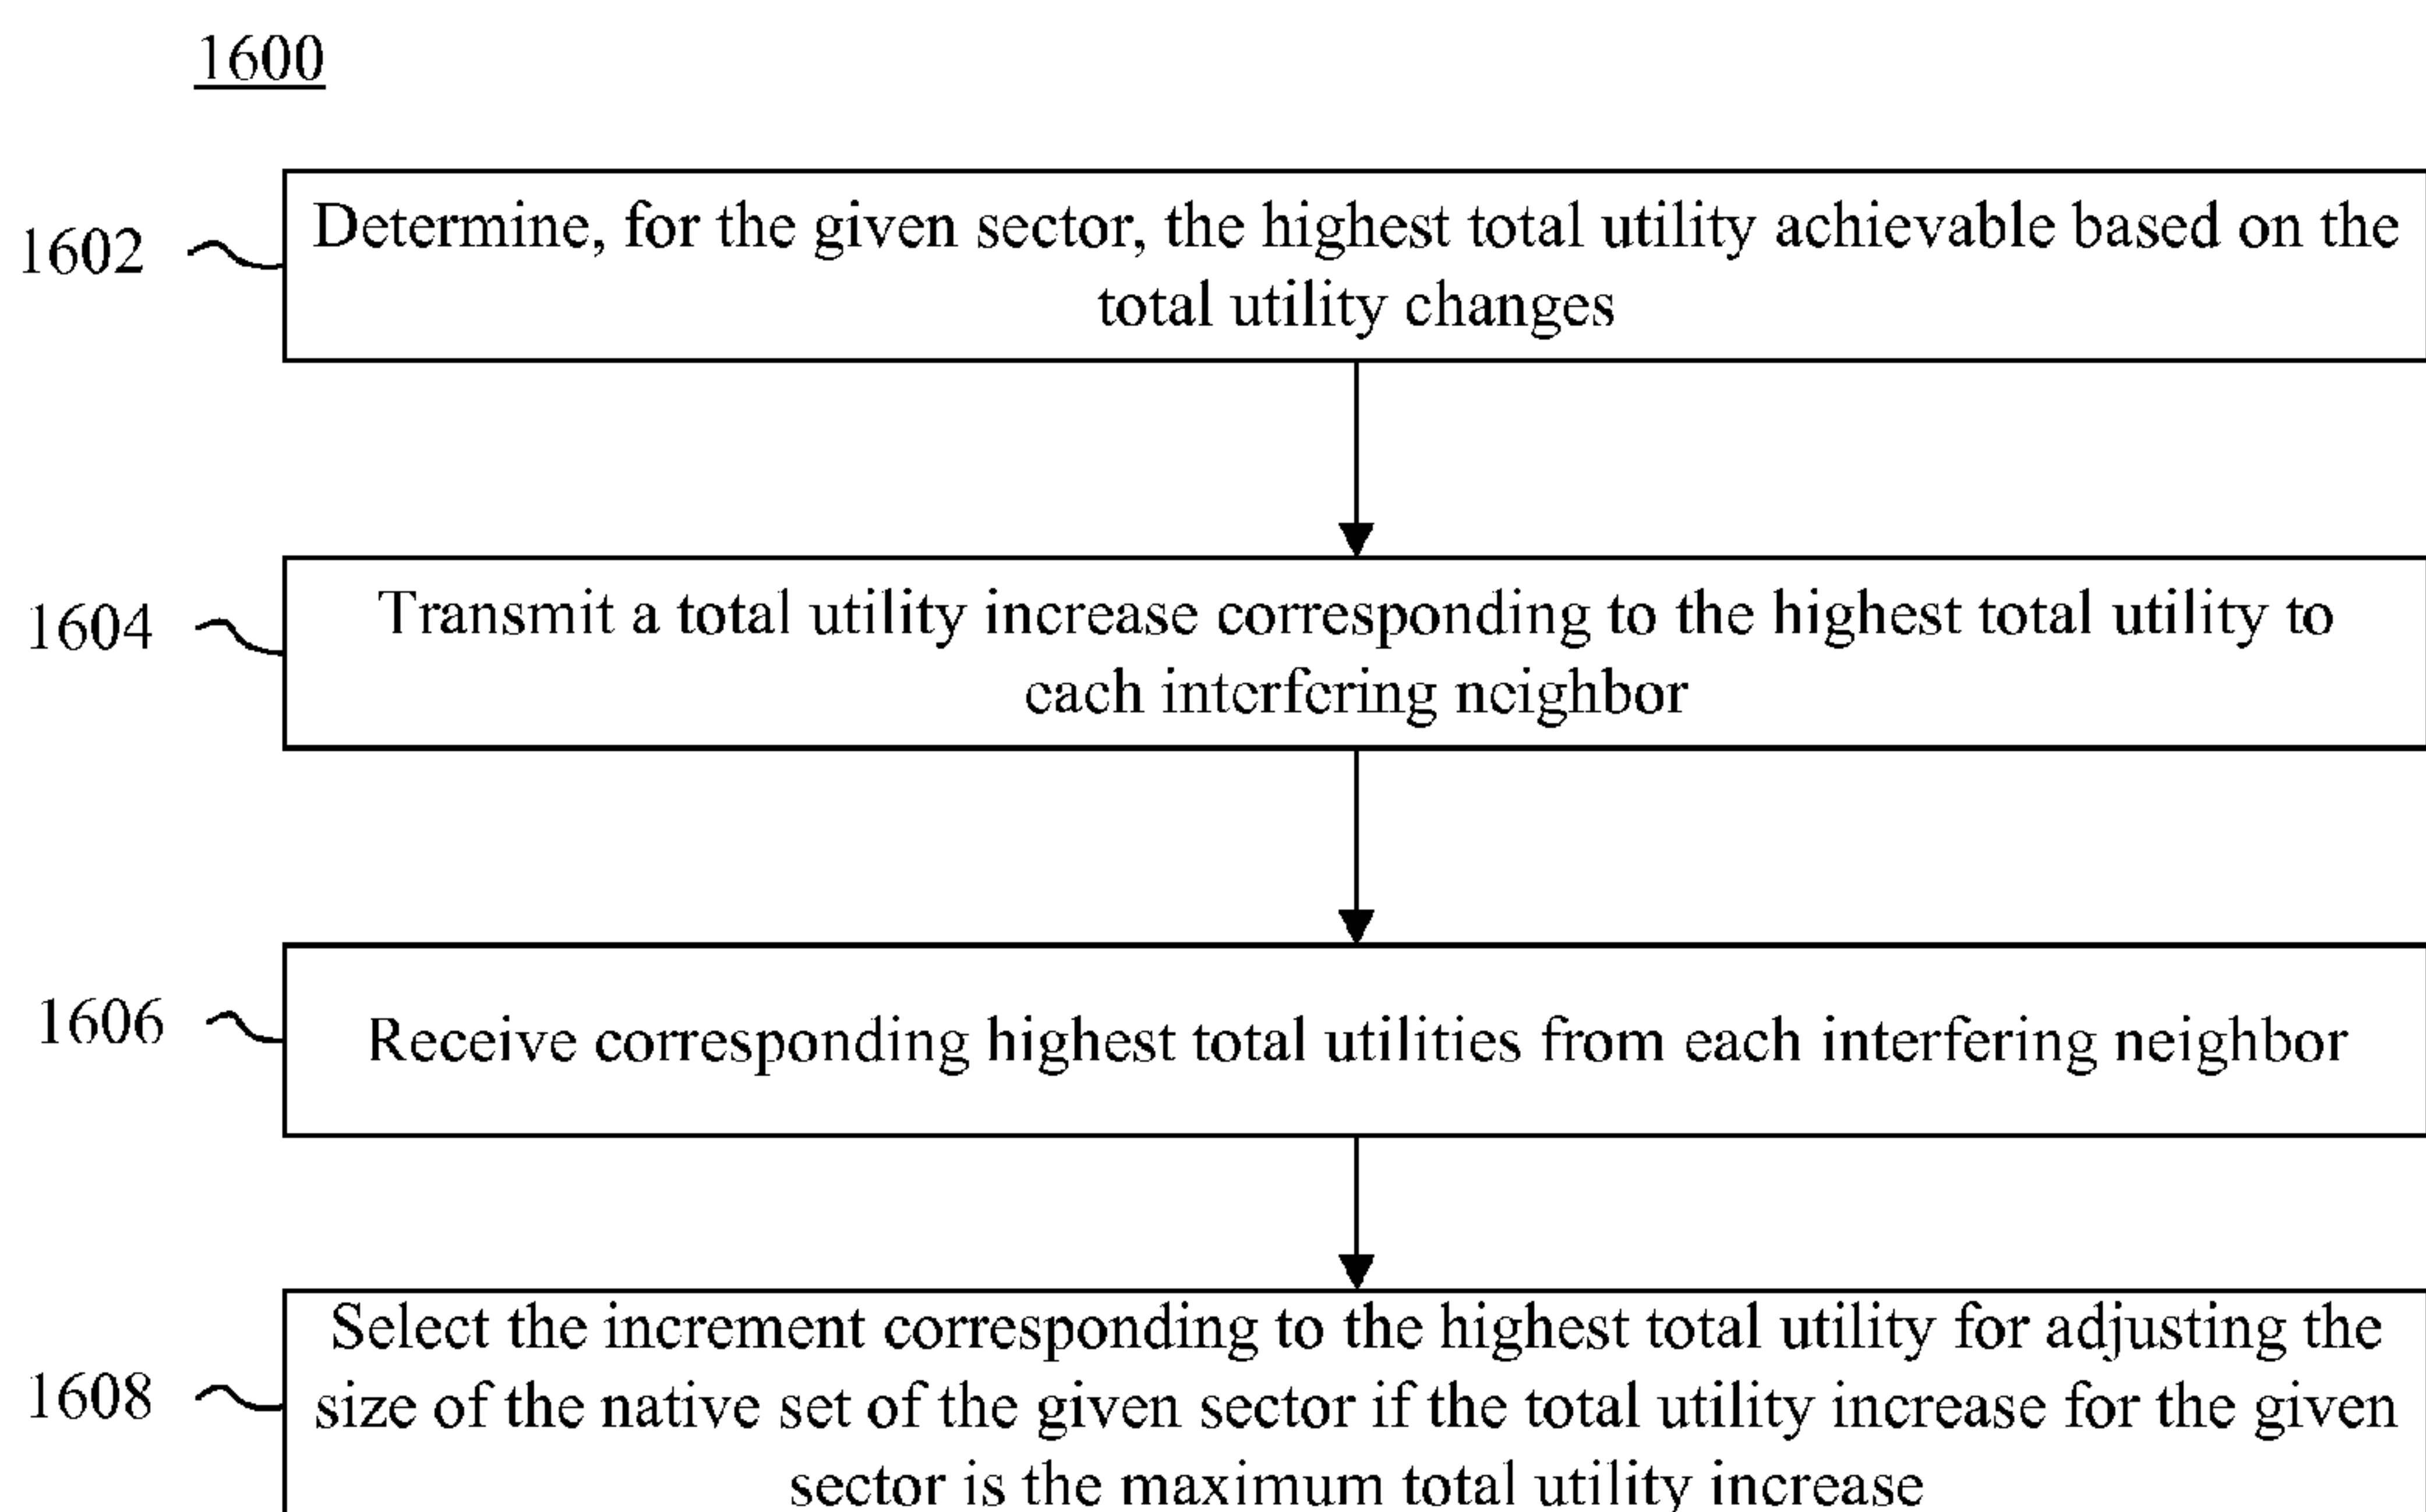 1600
1602
Determine, for the given sector, the highest total utility achievable based on the
total utility changes
1604
Transmit a total utility increase corresponding to the highest total utility to
each interfering neighbor
1606
Receive corresponding highest total utilities from each interfering neighbor
1608
Select the increment corresponding to the highest total utility for adjusting the
size of the native set of the given sector if the total utility increase for the given
sector is the maximum total utility increase